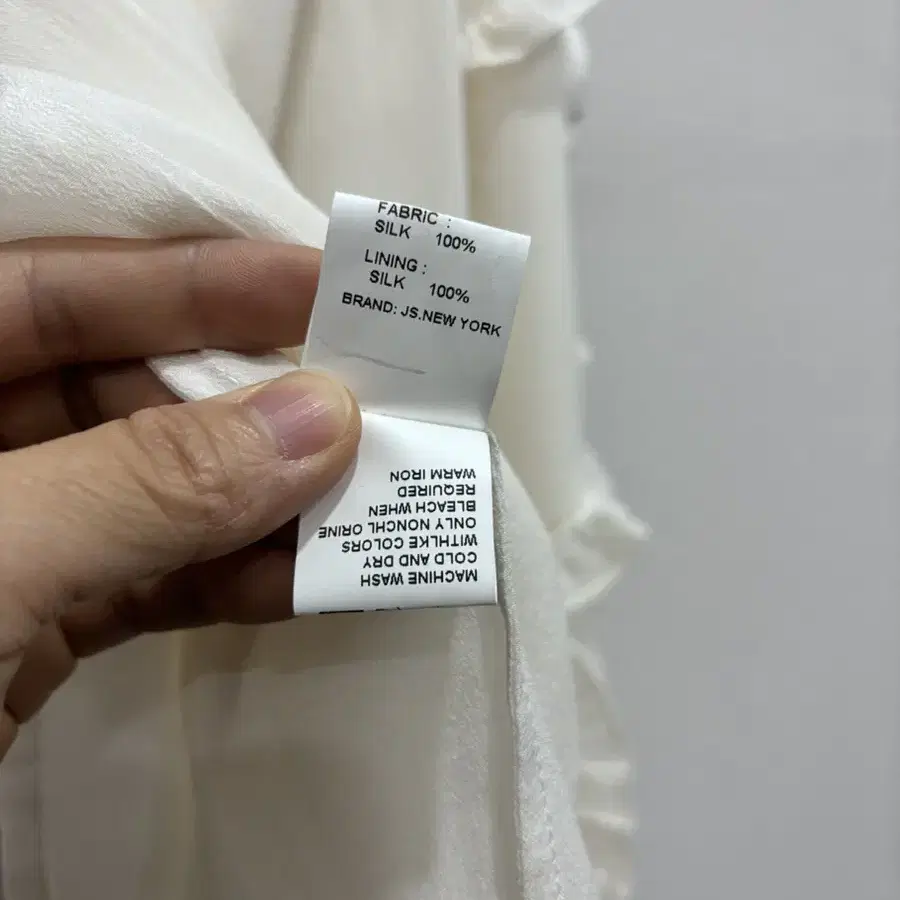 FABRIC :
SILK 100%
LINING :
SILK 100%
BRAND: JS.NEW YORK
MACHINE WASH
COLD AND DRY
WITHLKE COLORS
ONLY NONCHL ORINE
BLEACH WHEN
REQUIRED
WARM IRON